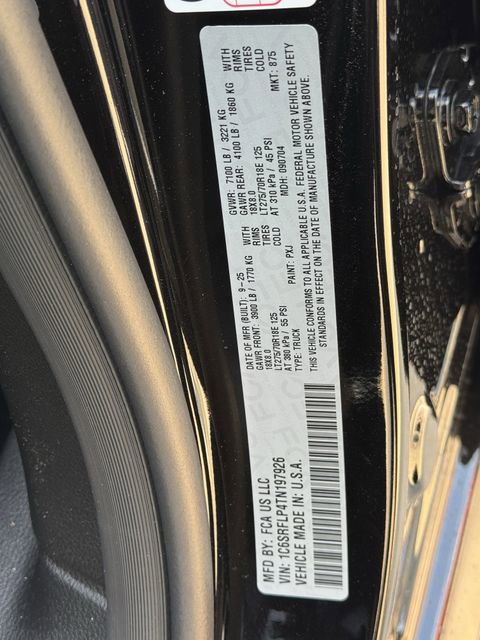 MFD BY: FCA US LLC
VIN: 1C6SRFLP4TN197926
VEHICLE MADE IN: U.S.A.
DATE OF MFR (BUILT): 9-25 GVWR: 7100 LB / 3221 KG
GAWR FRONT: 3900 LB / 1770 KG WITH GAWR REAR: 4100 LB / 1860 KG WITH
18X8.0 RIMS 18X8.0 RIMS
LT275/70R18E 125 TIRES LT275/70R18E 125 TIRES
AT 380 kPa / 55 PSI COLD AT 310 kPa / 45 PSI COLD
TYPE: TRUCK PAINT: PXJ MDH: 090704 MKT: 875
THIS VEHICLE CONFORMS TO ALL APPLICABLE U.S.A. FEDERAL MOTOR VEHICLE SAFETY
STANDARDS IN EFFECT ON THE DATE OF MANUFACTURE SHOWN ABOVE.